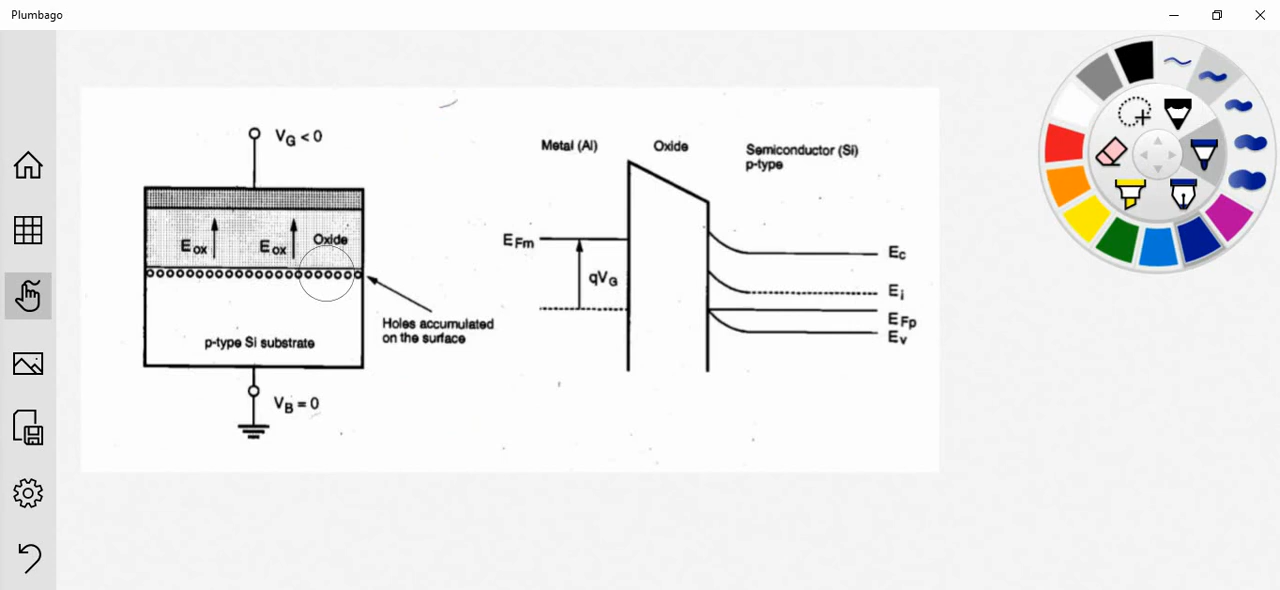 Plumbago
V_G < 0
E_ox
E_ox
Oxide
Holes accumulated
on the surface
p-type Si substrate
V_B = 0
Metal (Al)
Oxide
Semiconductor (Si)
p-type
E_Fm
qV_G
E_c
E_i
E_Fp
E_v